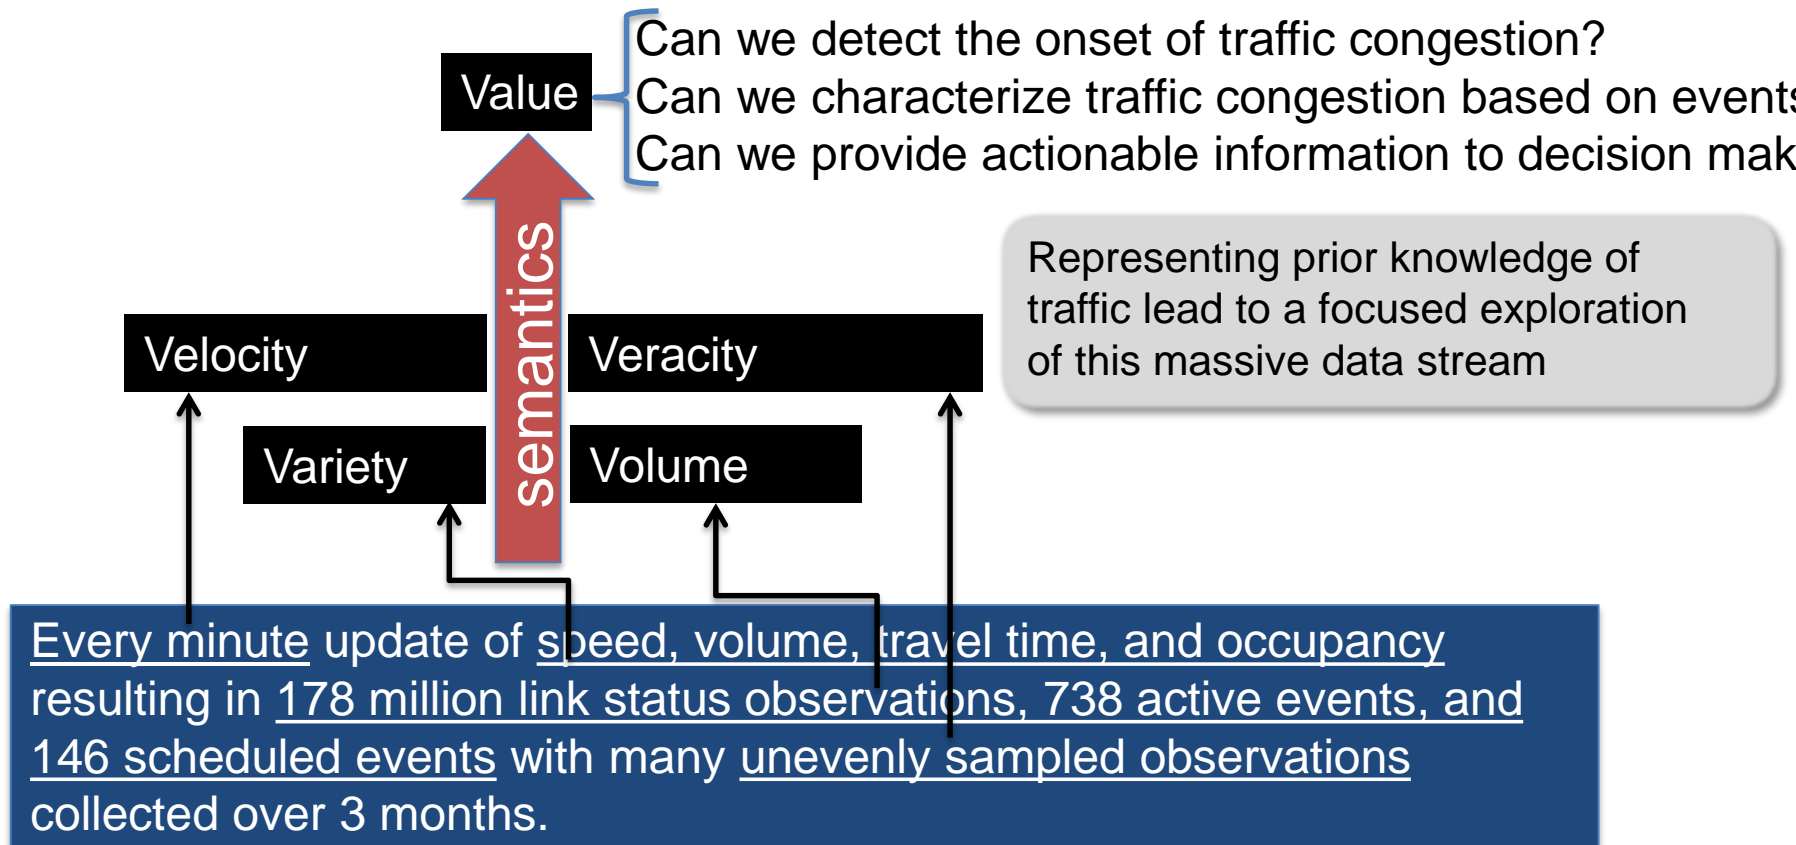 Can we detect the onset of traffic congestion?
Value
Can we characterize traffic congestion based on events
Can we provide actionable information to decision mak
semantics
Representing prior knowledge of
traffic lead to a focused exploration
of this massive data stream
Velocity
Veracity
Variety
Volume
Every minute update of speed, volume, travel time, and occupancy
resulting in 178 million link status observations, 738 active events, and
146 scheduled events with many unevenly sampled observations
collected over 3 months.